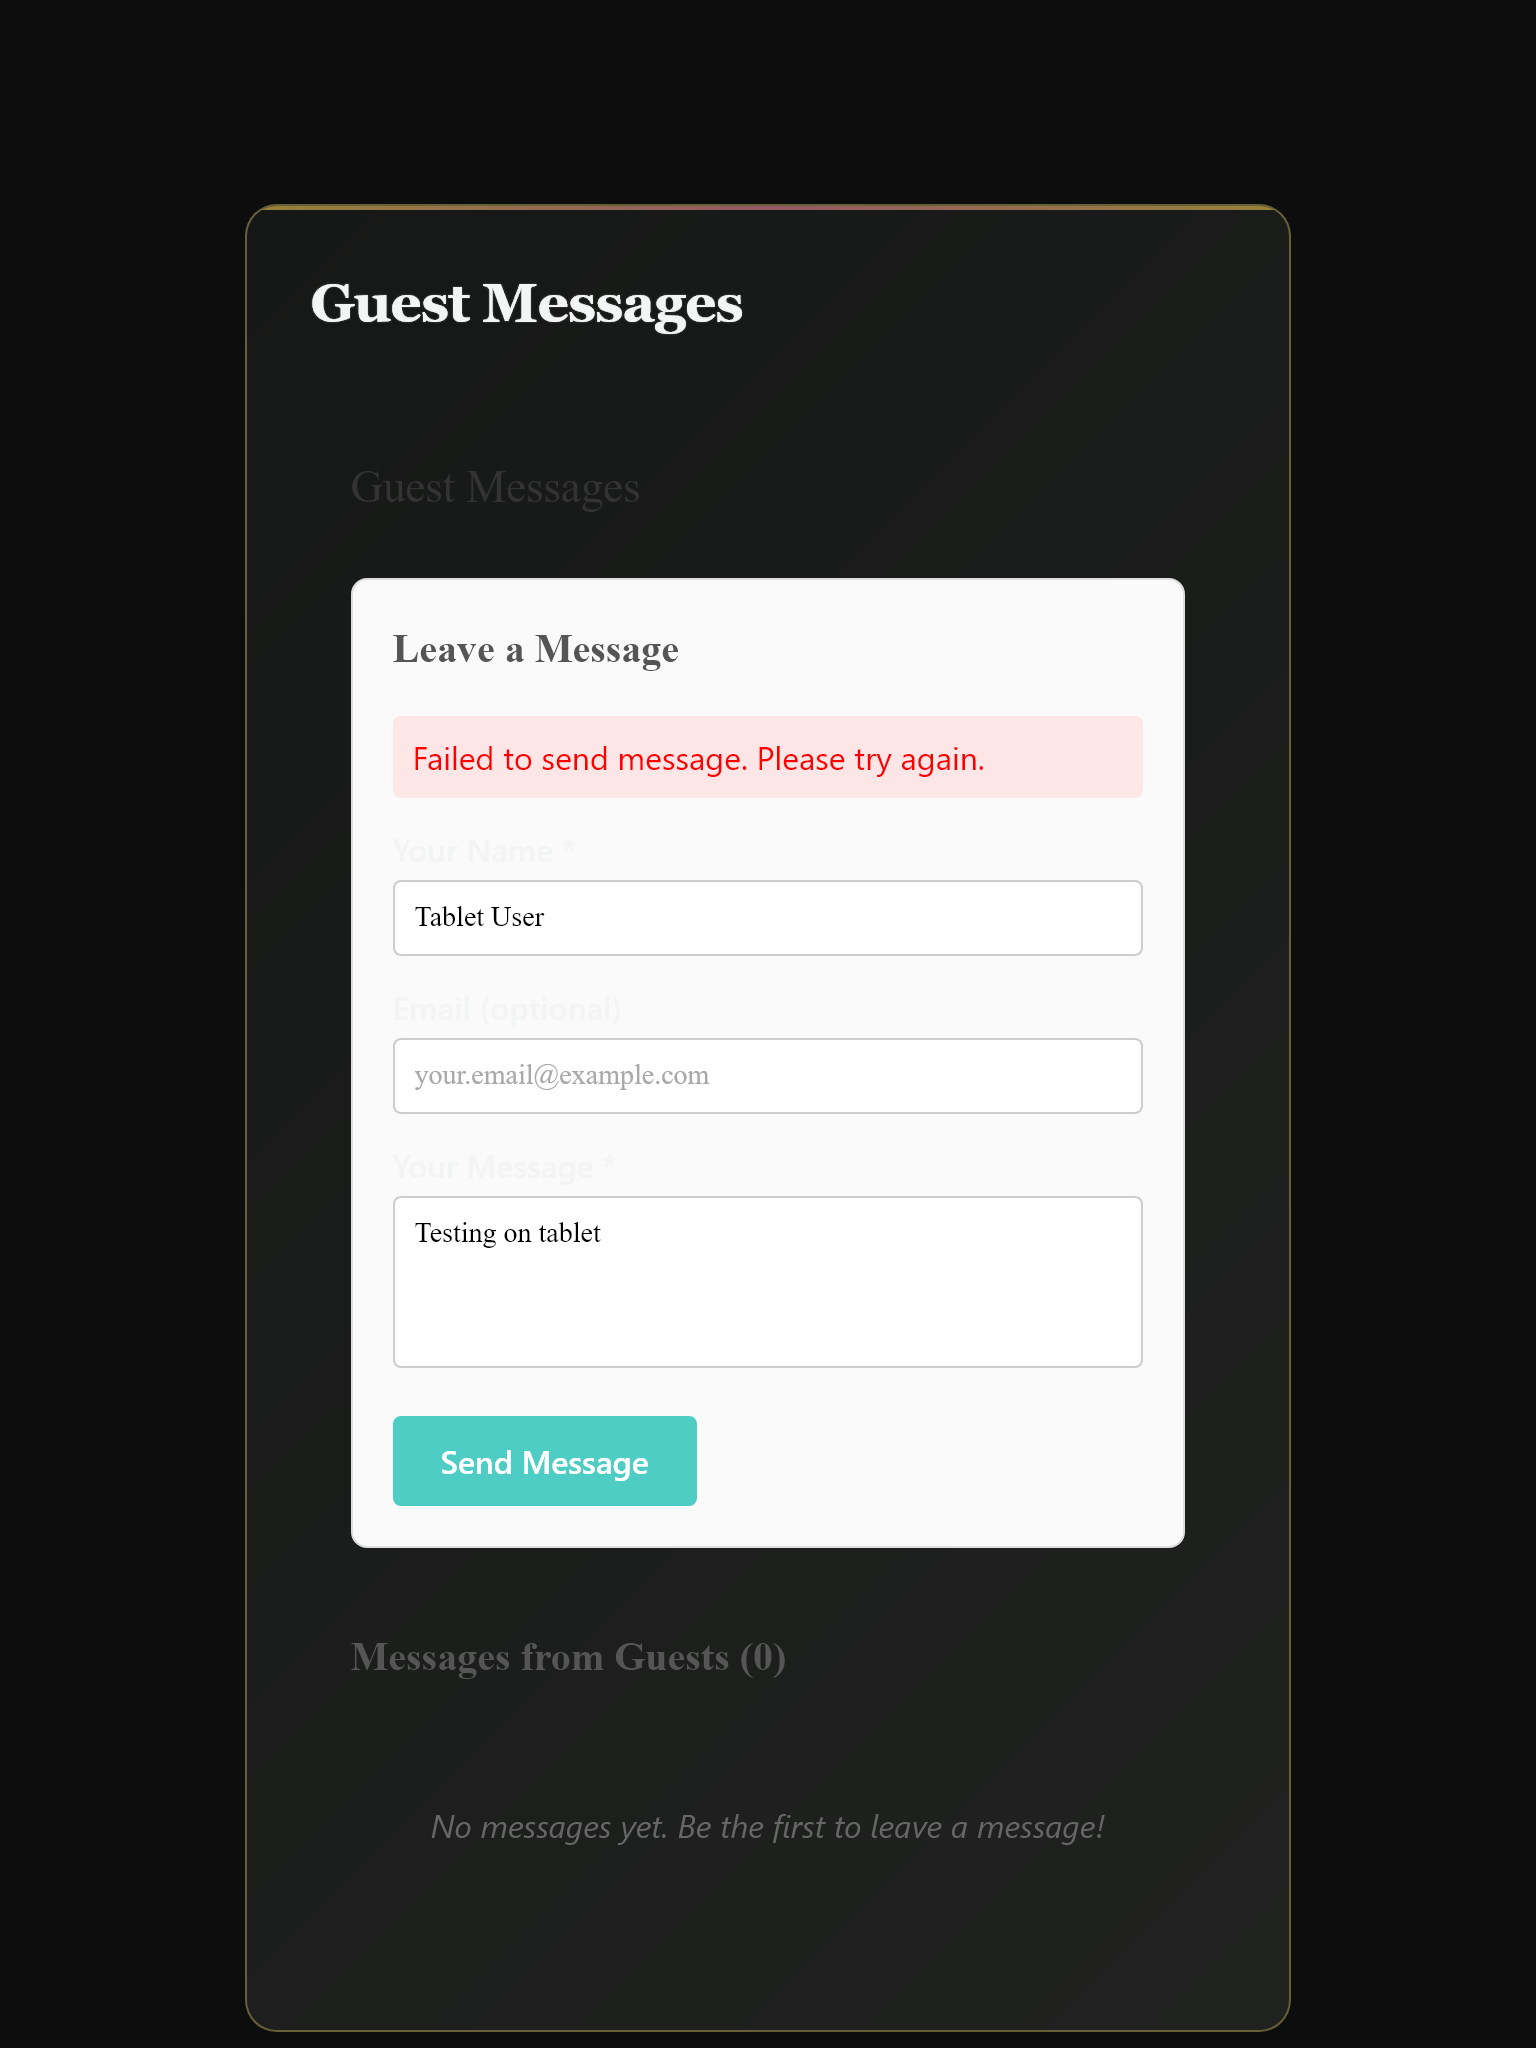 Guest Messages
Guest Messages
Leave a Message
Failed to send message. Please try again.
Your Name *
Tablet User
Email (optional)
your.email@example.com
Your Message *
Testing on tablet
Send Message
Messages from Guests (0)
No messages yet. Be the first to leave a message!